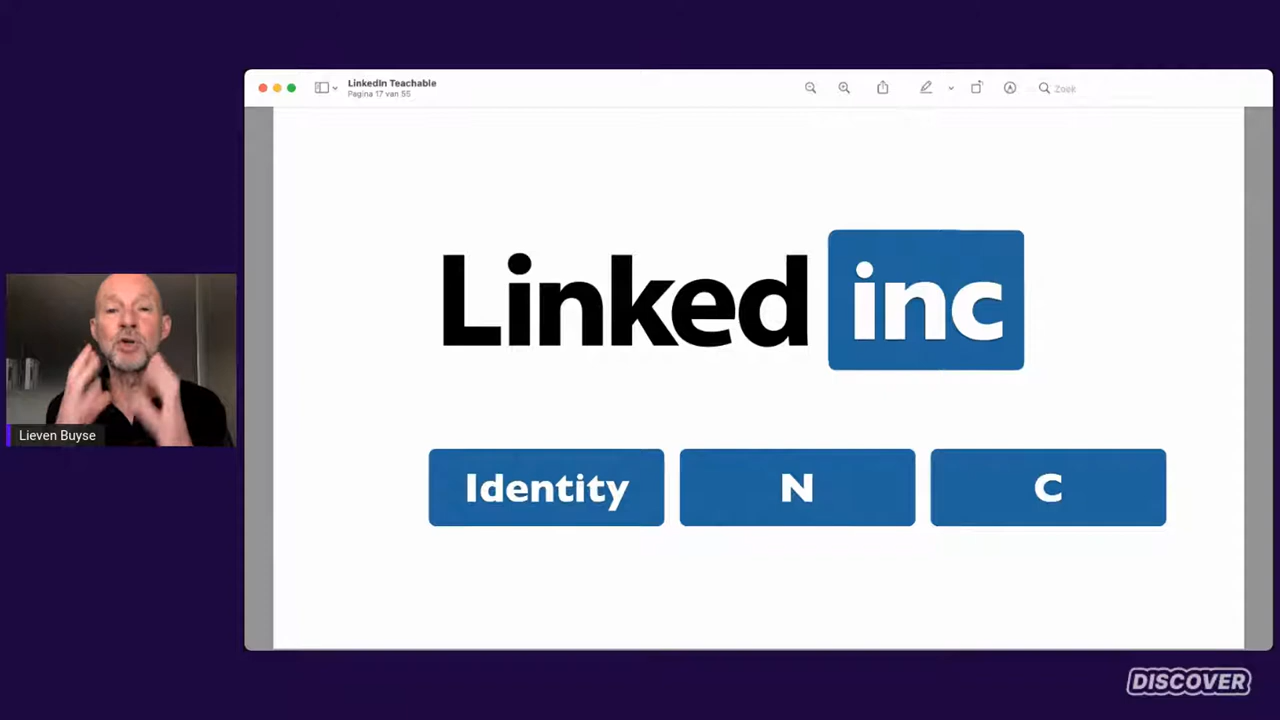 LinkedIn Teachable
Pagina 17 van 55
Zoek
Linked inc
Identity
N
C
Lieven Buyse
DISCOVER